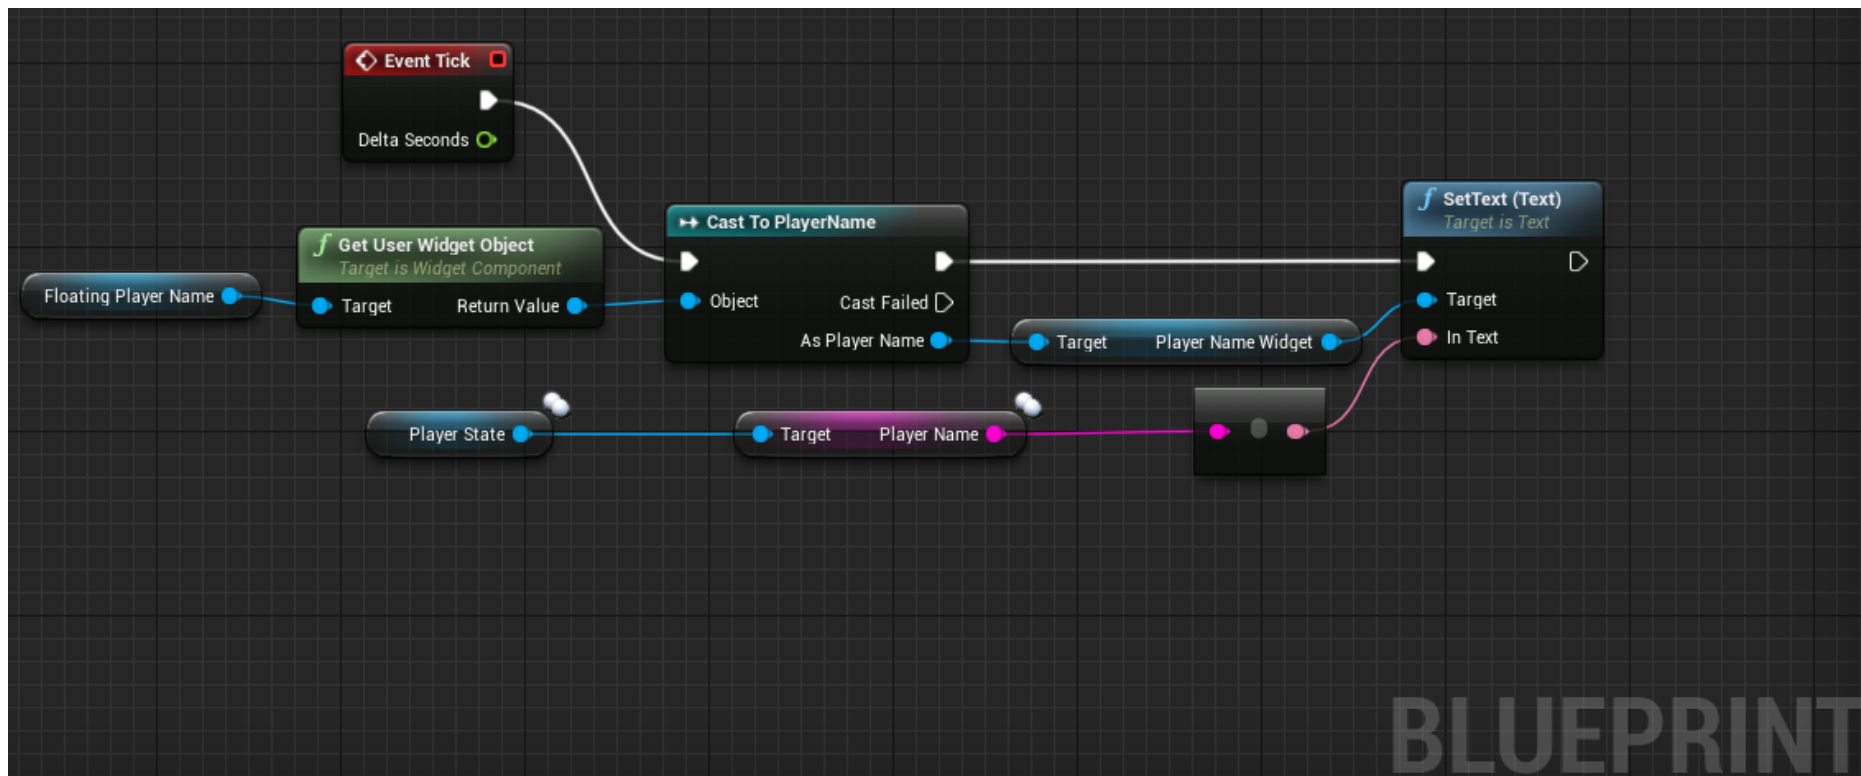 Event Tick
Delta Seconds
Floating Player Name
f Get User Widget Object
Target is Widget Component
Target Return Value
Cast To PlayerName
Object Cast Failed
As Player Name
Target Player Name Widget
f SetText (Text)
Target is Text
Target
In Text
Player State
Target Player Name
BLUEPRINT